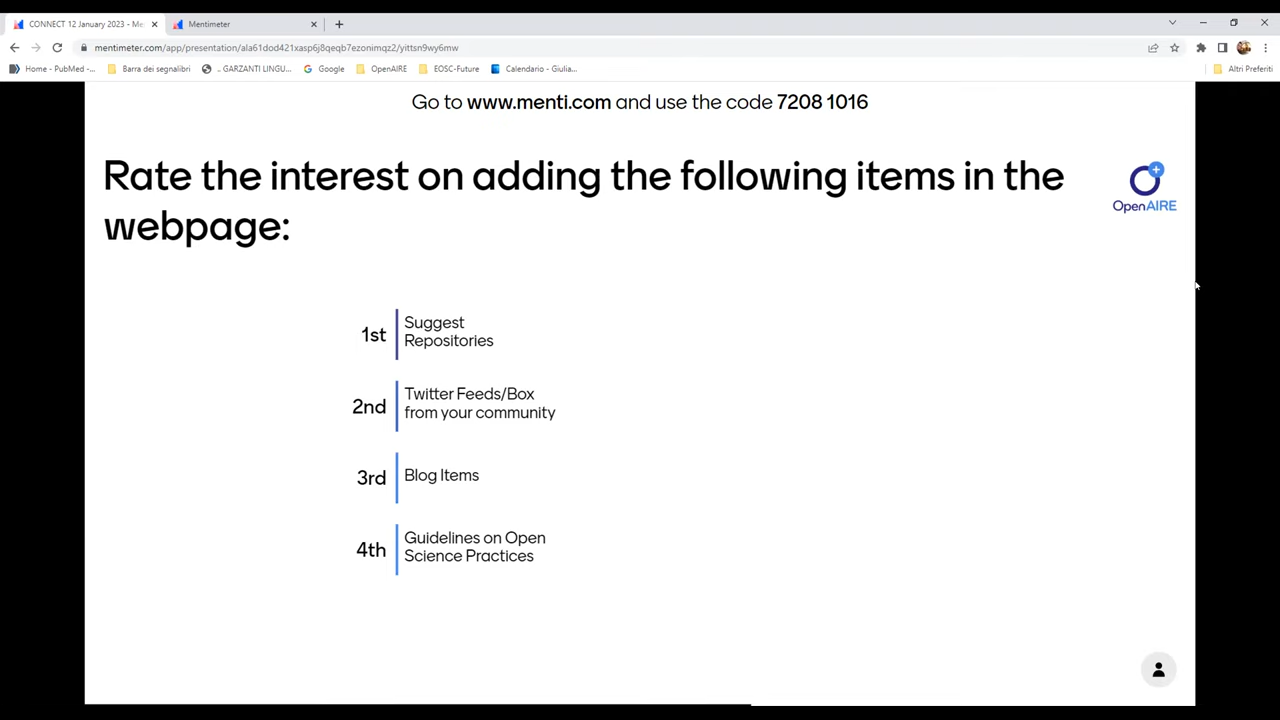 CONNECT 12 January 2023 - Me
Mentimeter
mentimeter.com/app/presentation/ala61dod421xasp6j8qeqb7ezonimqz2/yittsn9wy6mw
Home - PubMed -...
Barra dei segnalibri
.. GARZANTI LINGU...
Google
OpenAIRE
EOSC-Future
Calendario - Giulia...
Altri Preferiti
Go to www.menti.com and use the code 7208 1016
Rate the interest on adding the following items in the
webpage:
OpenAIRE
1st
Suggest
Repositories
2nd
Twitter Feeds/Box
from your community
3rd
Blog Items
4th
Guidelines on Open
Science Practices